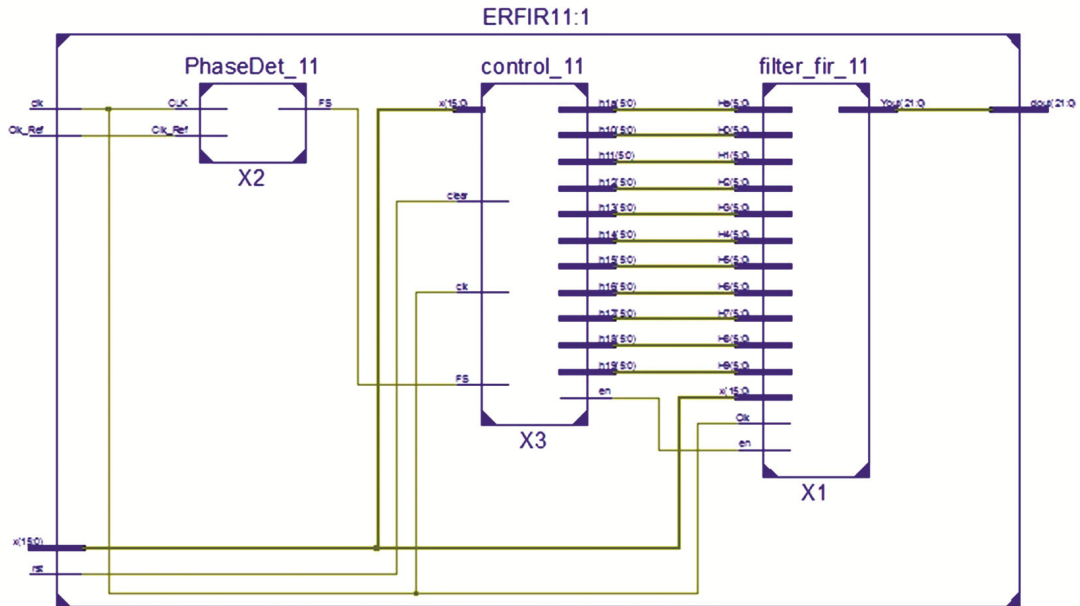 ERFIR11:1
PhaseDet_11
control_11
filter_fir_11
clk
CLK
FS
x(15:0
h1a(5:0)
Yout(21:0
dout(21:0
Clk_Ref
Clk_Ref
h10(5:0)
H0(5:0
h11(5:0)
H1(5:0
X2
h12(5:0)
H2(5:0
clear
h13(5:0)
H3(5:0
h14(5:0)
H4(5:0
h15(5:0)
H5(5:0
clk
h16(5:0)
H6(5:0
h17(5:0)
H7(5:0
h18(5:0)
H8(5:0
h19(5:0)
H9(5:0
FS
en
x(15:0
X3
Clk
en
X1
x(15:0)
rst